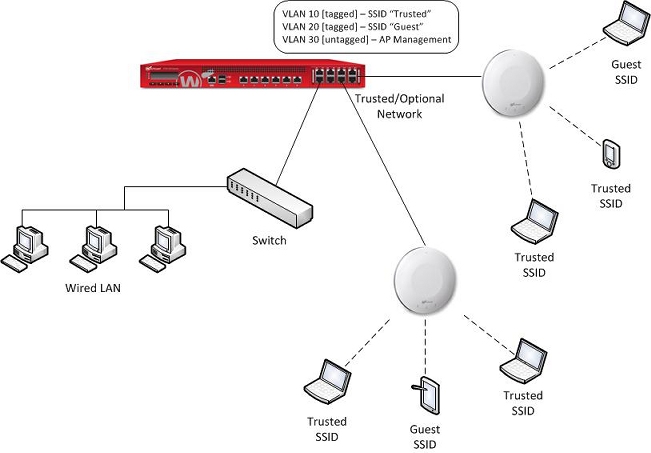 VLAN 10 [tagged] – SSID “Trusted”
VLAN 20 [tagged] – SSID “Guest”
VLAN 30 [untagged] – AP Management
Trusted/Optional
Network
Guest
SSID
Trusted
SSID
Trusted
SSID
Switch
Wired LAN
Trusted
SSID
Guest
SSID
Trusted
SSID